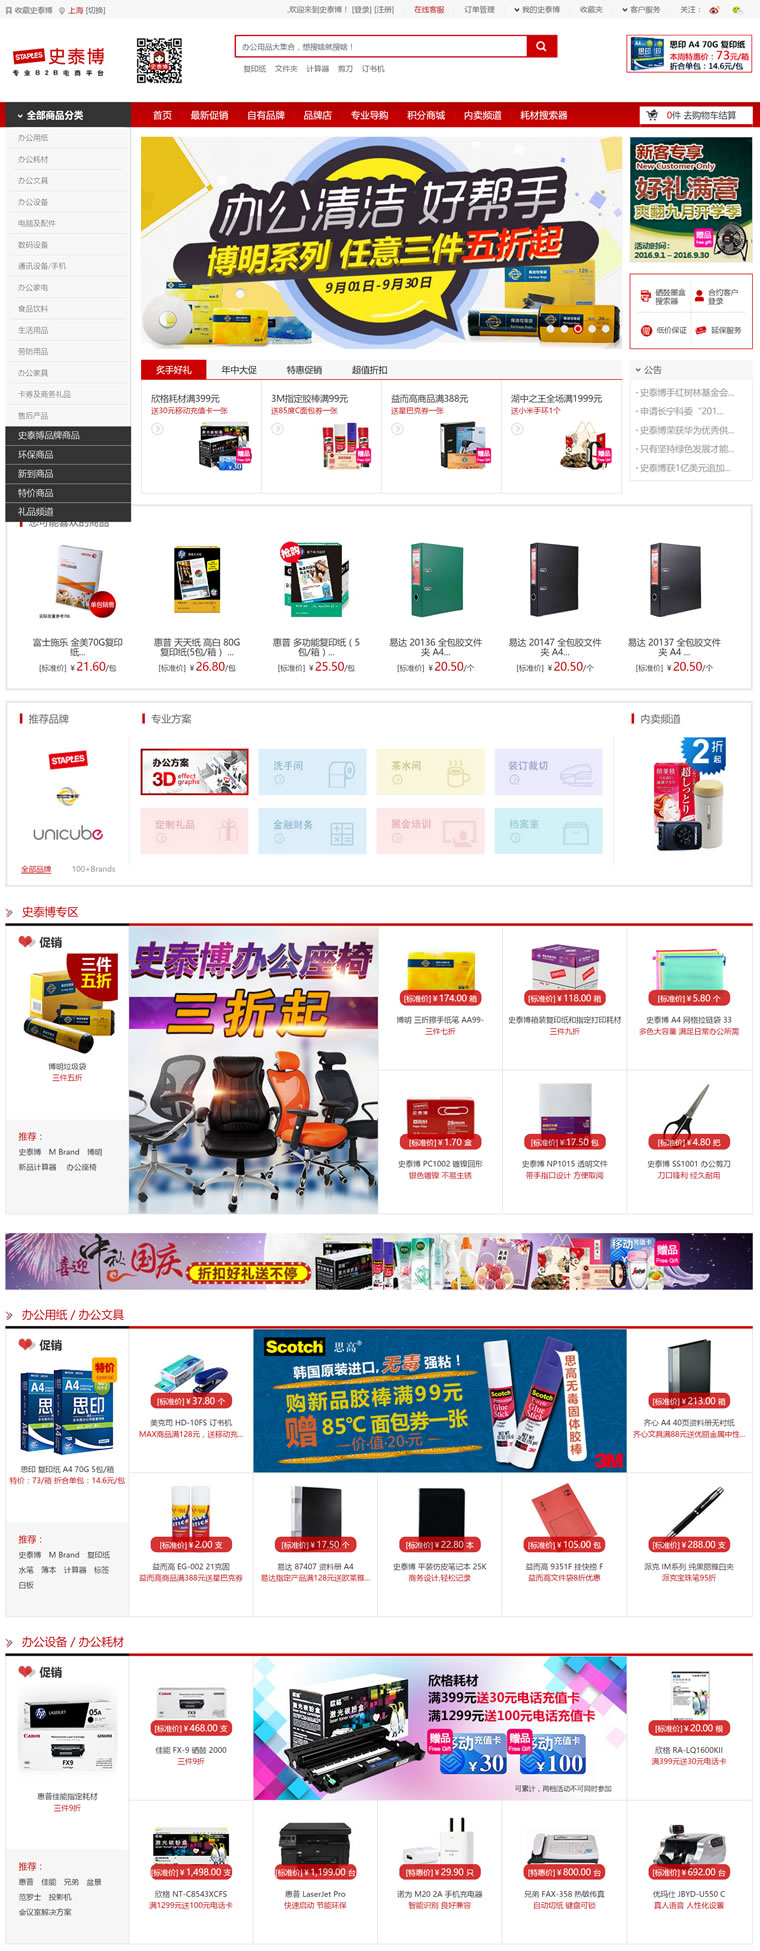 收藏史泰博 上海 [切换] ,欢迎来到史泰博！ [登录] [注册] 在线客服 订单管理 我的史泰博 收藏夹 客户服务 关注：
STAPLES 史泰博
专业B2B电商平台
办公用品大集合，想搜啥就搜啥！
复印纸 文件夹 计算器 剪刀 订书机
思印 A4 70G 复印纸
本周特惠价：73元/箱
折合单包：14.6元/包
全部商品分类 首页 最新促销 自有品牌 品牌店 专业导购 积分商城 内卖频道 耗材搜索器 0件 去购物车结算
办公用纸
办公耗材
办公文具
办公设备
电脑及配件
数码设备
通讯设备/手机
办公家电
食品饮料
生活用品
劳防用品
办公家具
卡券及商务礼品
售后产品
史泰博品牌商品
环保商品
新到商品
特价商品
礼品频道
办公清洁 好帮手
博明系列 任意三件五折起
9月01日-9月30日
新客专享
New Customer Only
好礼满营
爽翻九月开学季
赠品
free gift
活动时间：
2016.9.1－2016.9.30
硒鼓墨盒搜索器 合约客户登录
低价保证 延保服务
炙手好礼 年中大促 特惠促销 超值折扣
欣格耗材满399元
送30元移动充值卡一张
3M指定胶棒满99元
送85度C面包券一张
益而高商品满388元
送星巴克券一张
湖中之王全场满1999元
送小米手环1个
公告
史泰博手红树林基金会...
申请长宁科委“201...
史泰博荣获华为优秀供...
只有坚持绿色发展才能...
史泰博获1亿美元追加...
您可能喜欢的商品
单包销售
抢购
富士施乐 金美70G复印纸...
[标准价] ¥21.60/包
惠普 天天纸 高白 80G 复印纸(5包/箱） ...
[标准价] ¥26.80/包
惠普 多功能复印纸（5包/箱） ...
[标准价] ¥25.50/包
易达 20136 全包胶文件夹 A4...
[标准价] ¥20.50/个
易达 20147 全包胶文件夹 A4...
[标准价] ¥20.50/个
易达 20137 全包胶文件夹 A4 ...
[标准价] ¥20.50/个
推荐品牌 专业方案 内卖频道
STAPLES
unicube
全部品牌 100+Brands
办公方案
3D effect graphs
洗手间 茶水间 装订裁切
定制礼品 金融财务 展会培训 档案室
2折起
史泰博专区
促销
三件五折
博明垃圾袋
三件五折
推荐：
史泰博 M Brand 博明
新品计算器 办公座椅
史泰博办公座椅
三折起
[标准价] ¥174.00 箱
博明 三折擦手纸笔 AA99-
三件七折
[标准价] ¥118.00 箱
史泰博箱装复印纸和指定打印耗材
三件九折
[标准价] ¥5.80 个
史泰博 A4 网格拉链袋 33
多色大容量 满足日常办公所需
[标准价] ¥1.70 盒
史泰博 PC1002 镀镍回形
银色镀镍 不易生锈
[标准价] ¥17.50 包
史泰博 NP1015 透明文件
带手指口设计 方便取阅
[标准价] ¥4.80 把
史泰博 SS1001 办公剪刀
刀口锋利 经久耐用
喜迎中秋国庆
折扣好礼送不停
移动充值卡
赠品
Free Gift
办公用纸 / 办公文具
促销
特价
special
A4 思印
思印 复印纸 A4 70G 5包/箱
特价：73/箱 折合单包：14.6元/包
推荐：
史泰博 M Brand 复印纸
水笔 簿本 计算器 标签
白板
[标准价] ¥37.80 个
美克司 HD-10FS 订书机
MAX商品满128元，送移动充...
Scotch 思高®
韩国原装进口,无毒 强粘！
购新品胶棒满99元
赠85℃面包券一张
—价·值·20·元—
思高无毒固体胶棒
3M
[标准价] ¥213.00 箱
齐心 A4 40页资料册无衬纸
齐心文具满88元送优丽金属中性...
[标准价] ¥2.00 支
益而高 EG-002 21克固
益而高商品满388元送星巴克券
[标准价] ¥17.50 个
易达 87407 资料册 A4
易达指定产品满128元送欧莱雅...
[标准价] ¥22.80 本
史泰博 平装仿皮笔记本 25K
商务设计,轻松记录
[标准价] ¥105.00 包
益而高 9351F 挂快捞 F
益而高文件袋8折优惠
[标准价] ¥288.00 支
派克 IM系列 纯黑丽雅白夹
派克宝珠笔95折
办公设备 / 办公耗材
促销
LASERJET 05A
Canon
FX9
惠普佳能指定耗材
三件9折
推荐：
惠普 佳能 兄弟 盆景
范罗士 投影机
会议室解决方案
[标准价] ¥468.00 支
佳能 FX-9 硒鼓 2000
三件9折
欣格耗材
满399元送30元电话充值卡
满1299元送100元电话充值卡
赠品 Free Gift 移动充值卡 ¥30
赠品 Free Gift 移动充值卡 ¥100
可累计，两档活动不可同时参加
[标准价] ¥20.00 根
欣格 RA-LQ1600KII
满399元送30元电话卡
[标准价] ¥1,498.00 支
欣格 NT-C8543XCFS
满1299元送100元电话卡
[标准价] ¥1,199.00 台
惠普 LaserJet Pro
快速启动 节能环保
[特惠价] ¥29.90 只
诺为 M20 2A 手机充电器
智能识别 良好兼容
[特惠价] ¥800.00 台
兄弟 FAX-358 热敏传真
自动切纸 键盘可锁
[标准价] ¥692.00 台
优玛仕 JBYD-U550 C
真人语音 人性化设置